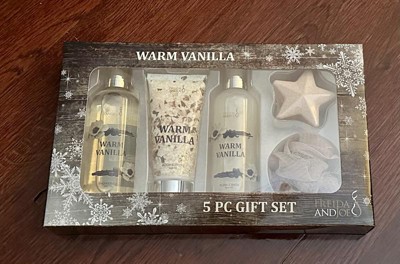 WARM VANILLA
WARM
VANILLA
WARM
VANILLA
WARM
VANILLA
5 PC GIFT SET
FREIDA
AND JOE